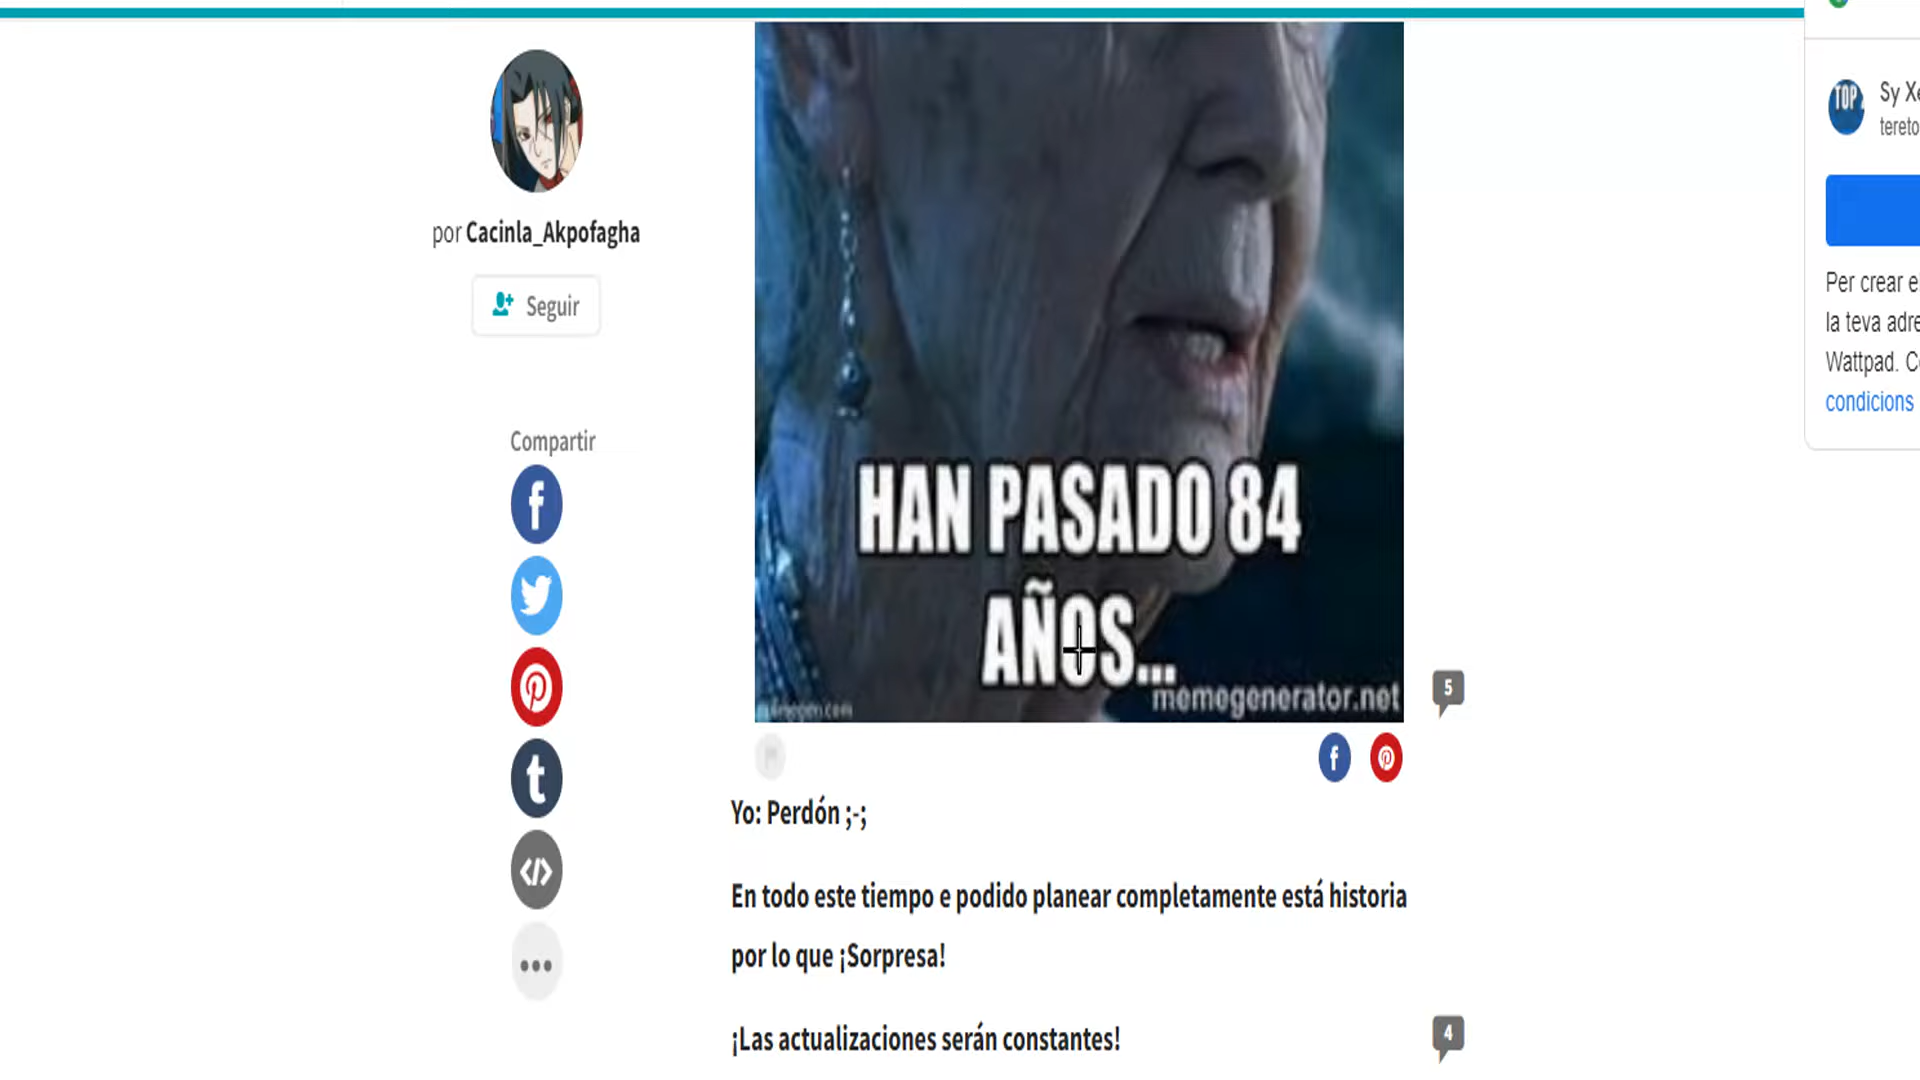 por Cacinla_Akpofagha
Seguir
Compartir
HAN PASADO 84
AÑOS...
memegenerator.net
5
Yo: Perdón ;-;
En todo este tiempo e podido planear completamente está historia
por lo que ¡Sorpresa!
¡Las actualizaciones serán constantes!
4
TOP
Sy Xe
tereto
Per crear e
la teva adre
Wattpad. Co
condicions